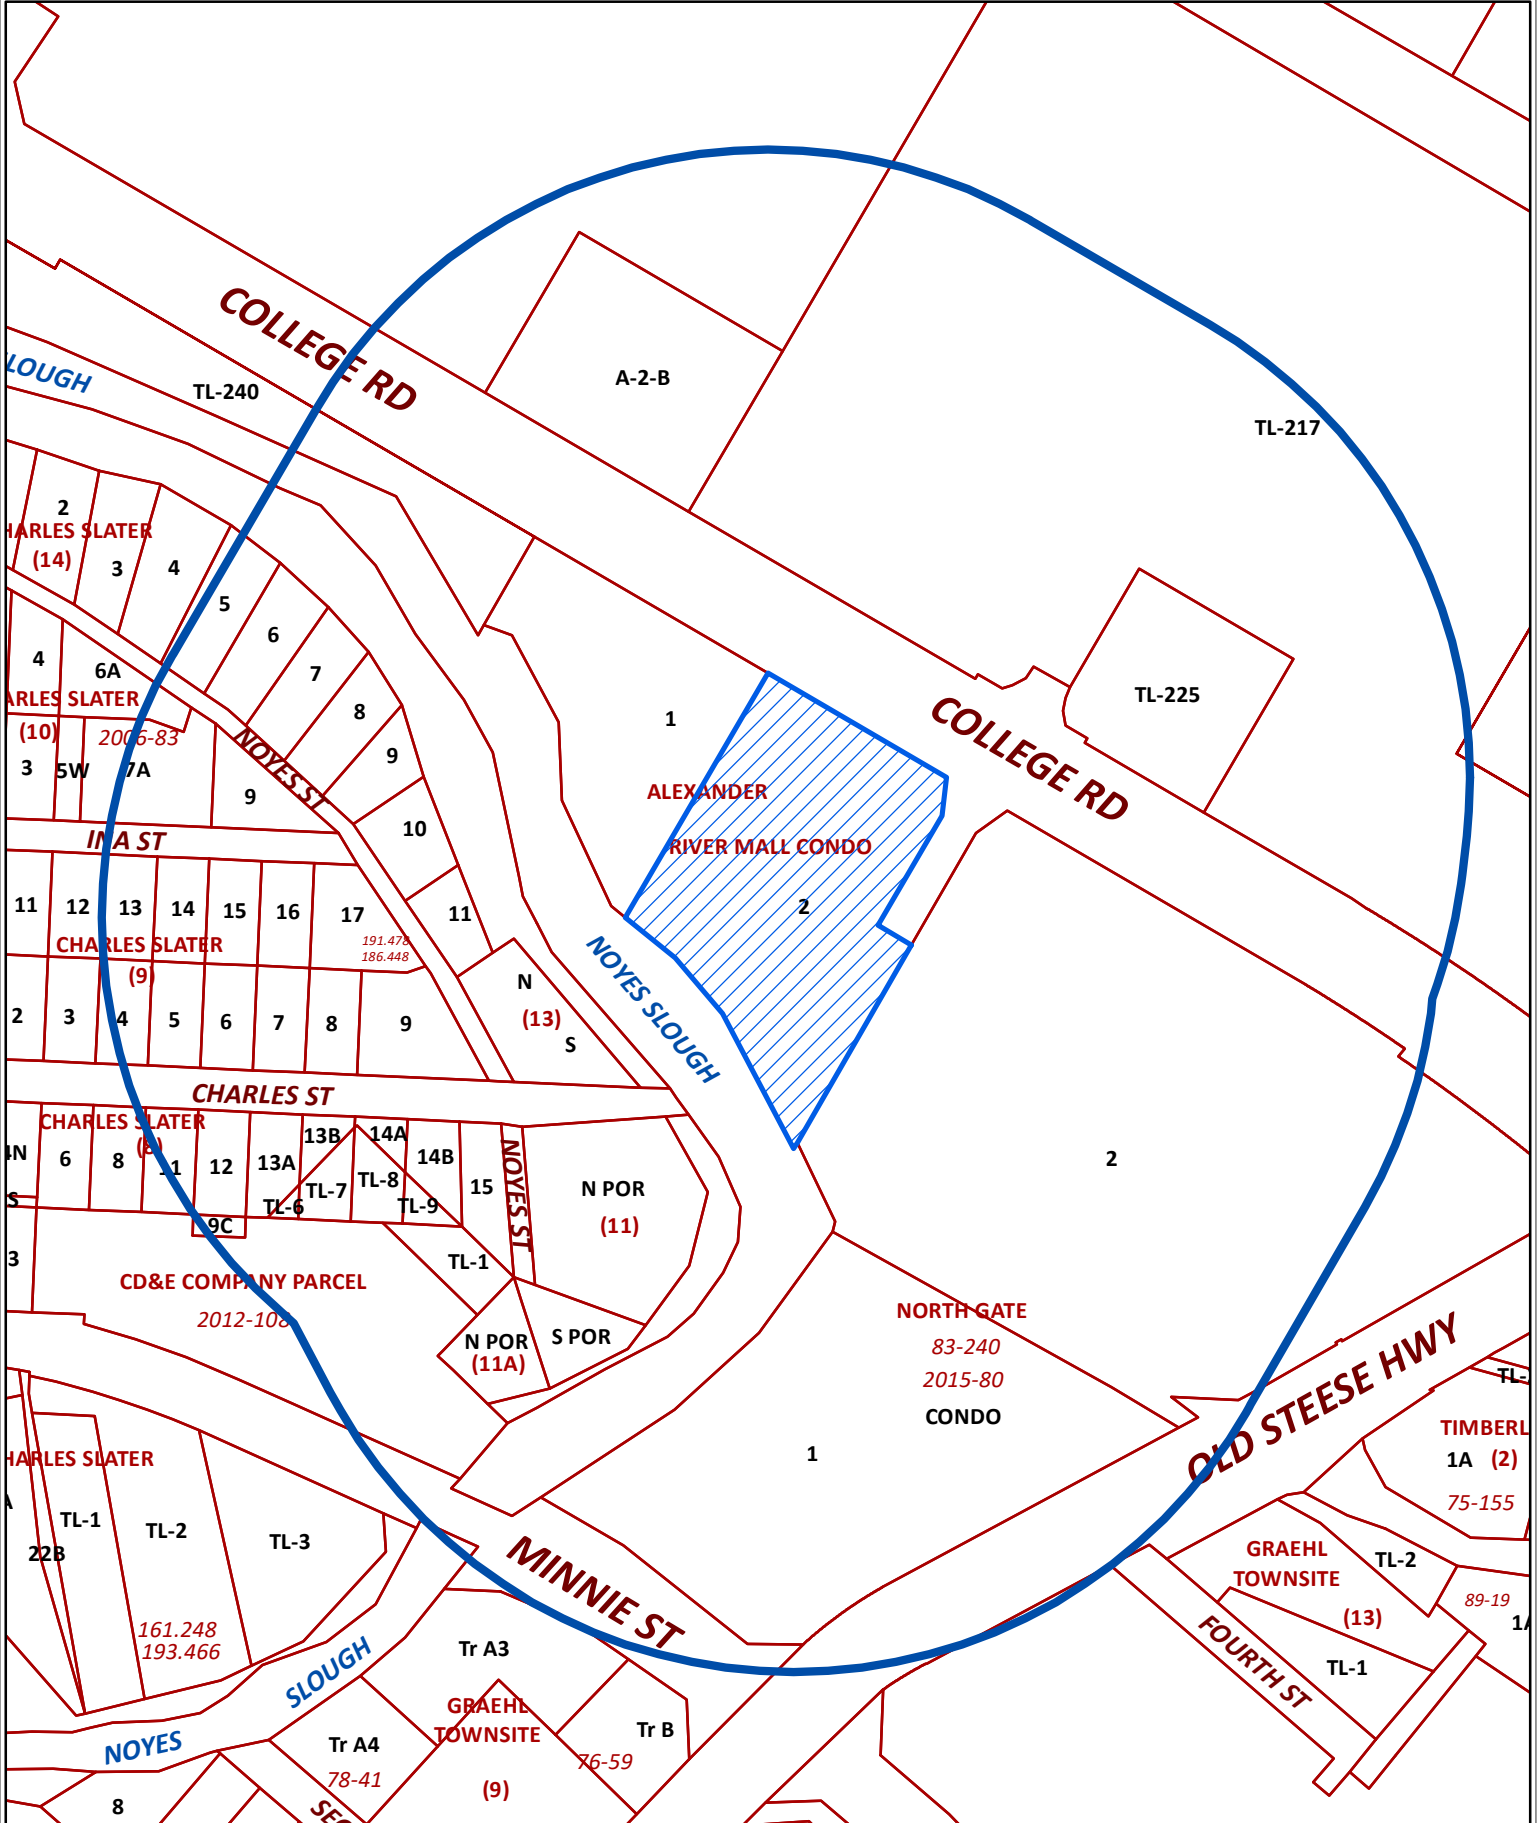 COLLEGE RD
SLOUGH
TL-240
A-2-B
TL-217
2
CHARLES SLATER
(14)
3
4
5
6
7
8
9
10
11
4
6A
CHARLES SLATER
(10)
2006-83
3
5W
7A
9
NOYES ST
INA ST
1
ALEXANDER
RIVER MALL CONDO
2
TL-225
COLLEGE RD
11
12
13
14
15
16
17
191.478
186.448
CHARLES SLATER
(9)
2
3
4
5
6
7
8
9
N
(13)
S
NOYES SLOUGH
CHARLES ST
CHARLES SLATER
(8)
4N
S
3
6
8
11
12
13A
13B
14A
14B
15
TL-6
TL-7
TL-8
TL-9
9C
NOYES ST
N POR
(11)
TL-1
CD&E COMPANY PARCEL
2012-108
N POR
(11A)
S POR
2
NORTH GATE
83-240
2015-80
CONDO
1
OLD STEESE HWY
TL-
TIMBERL
1A
(2)
75-155
CHARLES SLATER
A
TL-1
22B
TL-2
TL-3
161.248
193.466
MINNIE ST
GRAEHL
TOWNSITE
(13)
TL-2
89-19
1A
FOURTH ST
TL-1
SLOUGH
NOYES
Tr A3
GRAEHL
TOWNSITE
(9)
Tr B
76-59
Tr A4
78-41
8
SEC